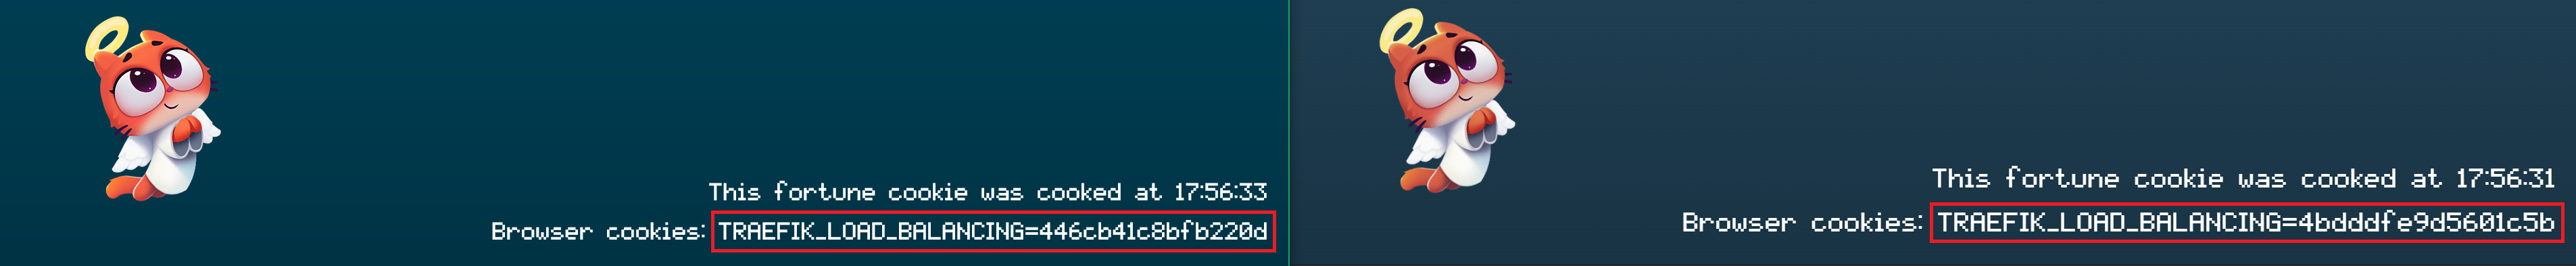 This fortune cookie was cooked at 17:56:33
Browser cookies: TRAEFIK_LOAD_BALANCING=446cb41c8bfb220d
This fortune cookie was cooked at 17:56:31
Browser cookies: TRAEFIK_LOAD_BALANCING=4bdddfe9d5601c5b